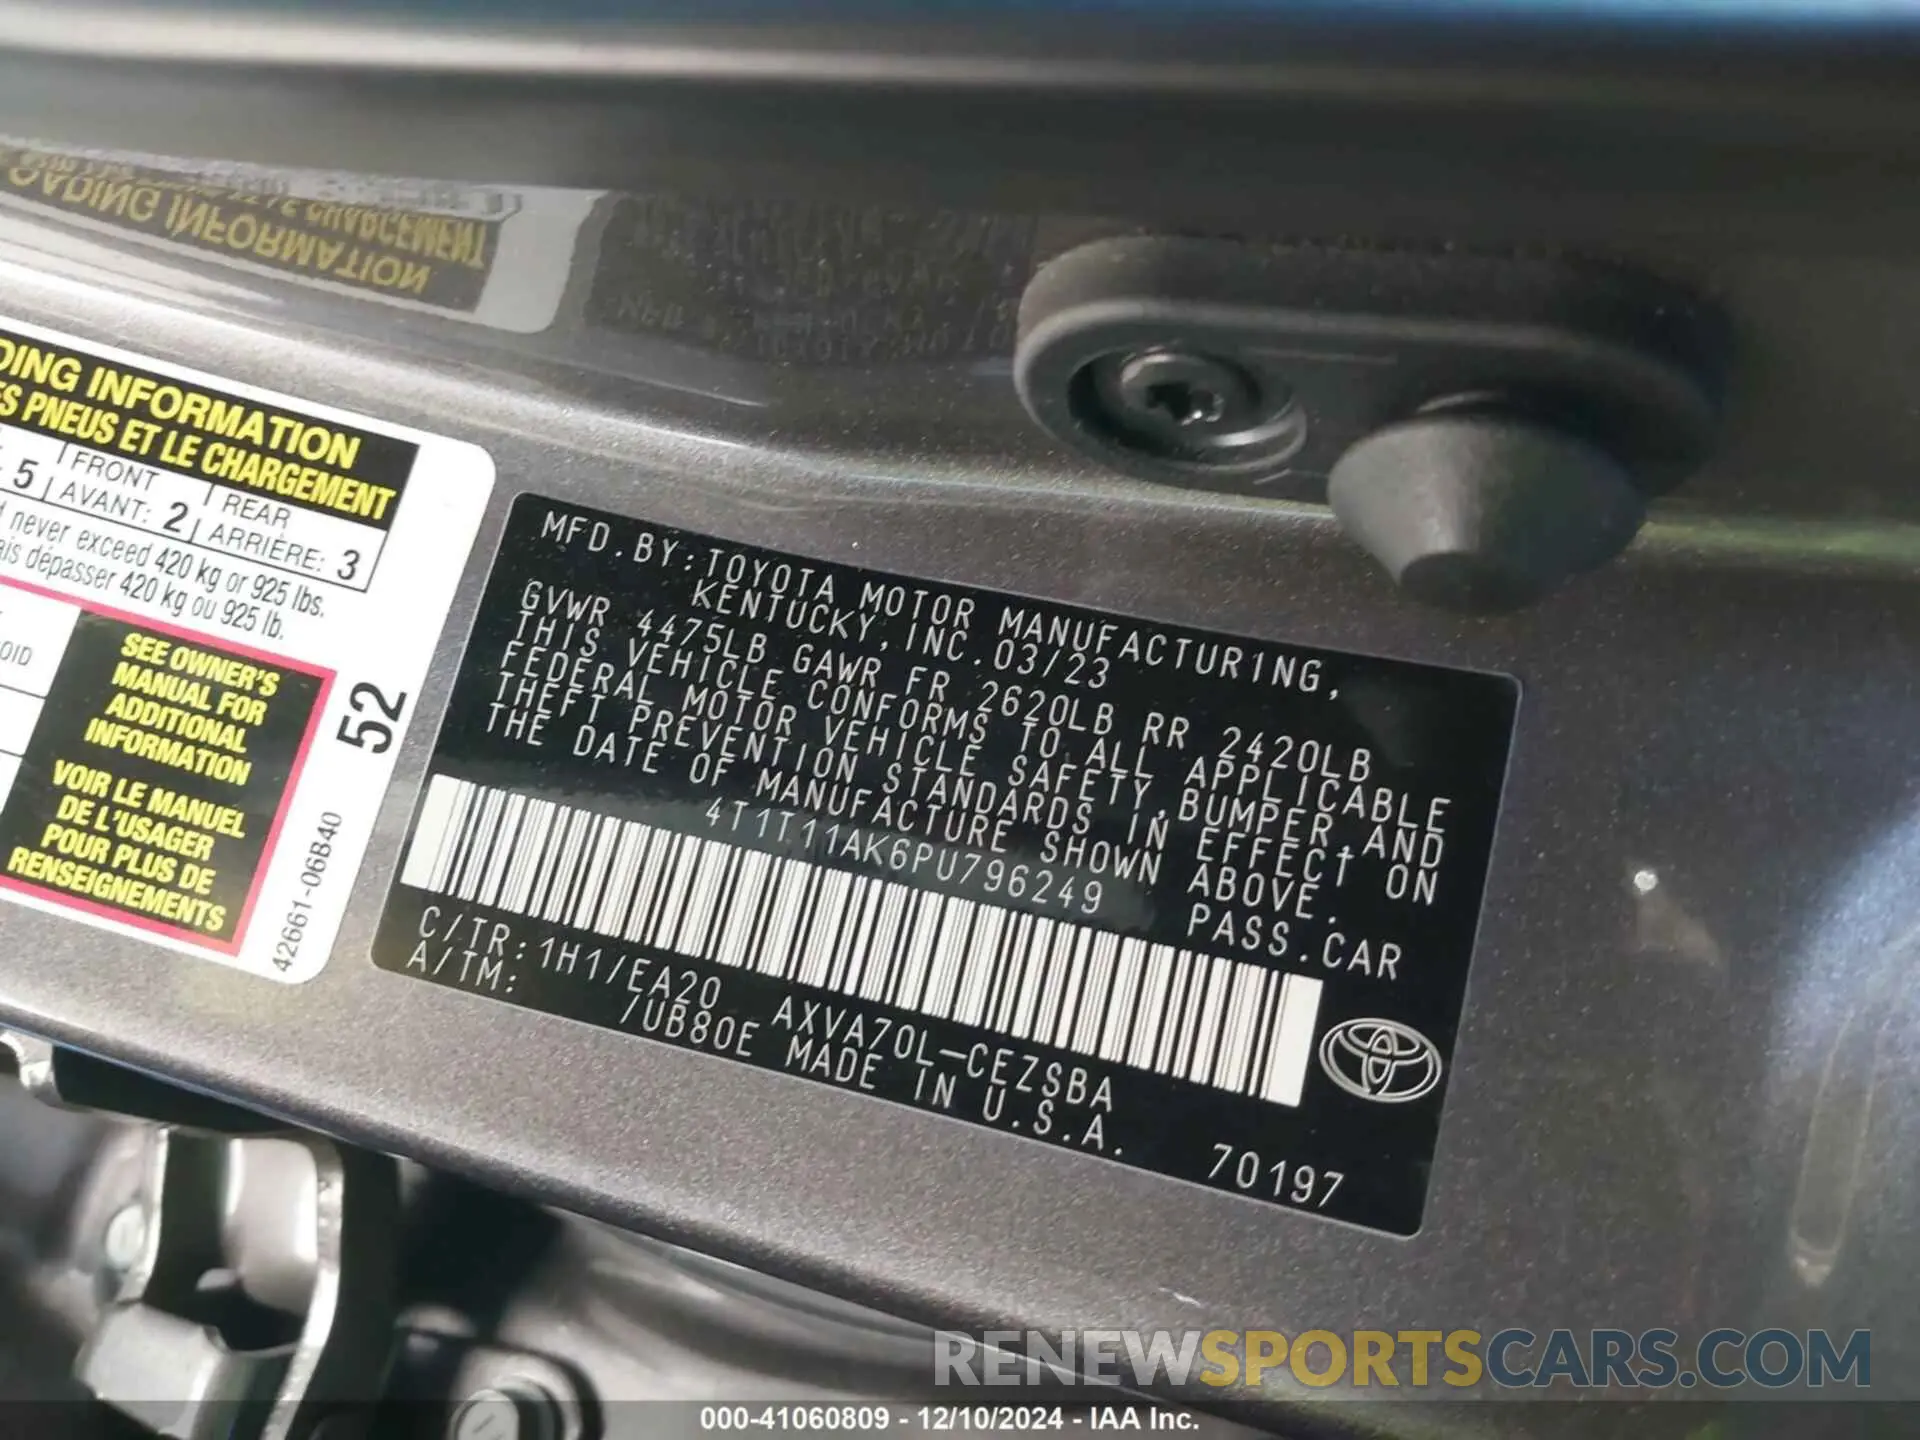 DING INFORMATION
ES PNEUS ET LE CHARGEMENT
5 FRONT AVANT: 2 REAR ARRIÈRE: 3
never exceed 420 kg or 925 lbs.
ais dépasser 420 kg ou 925 lb.
SEE OWNER'S
MANUAL FOR
ADDITIONAL
INFORMATION
VOIR LE MANUEL
DE L'USAGER
POUR PLUS DE
RENSEIGNEMENTS
52
42661-06B40
MFD.BY:TOYOTA MOTOR MANUFACTURING,
KENTUCKY,INC.03/23
GVWR 4475LB GAWR FR 2620LB RR 2420LB
THIS VEHICLE CONFORMS TO ALL APPLICABLE
FEDERAL MOTOR VEHICLE SAFETY,BUMPER,AND
THEFT PREVENTION STANDARDS IN EFFECT ON
THE DATE OF MANUFACTURE SHOWN ABOVE.
4T1T11AK6PU796249 PASS.CAR
C/TR:1H1/EA20 AXVA70L-CEZSBA
A/TM: /UB80E MADE IN U.S.A.
70197
RENEWSPORTSCARS.COM
000-41060809 - 12/10/2024 - IAA Inc.